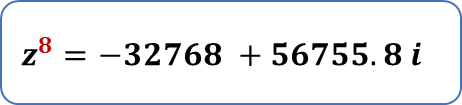 z⁸ = −32768 + 56755.8 i